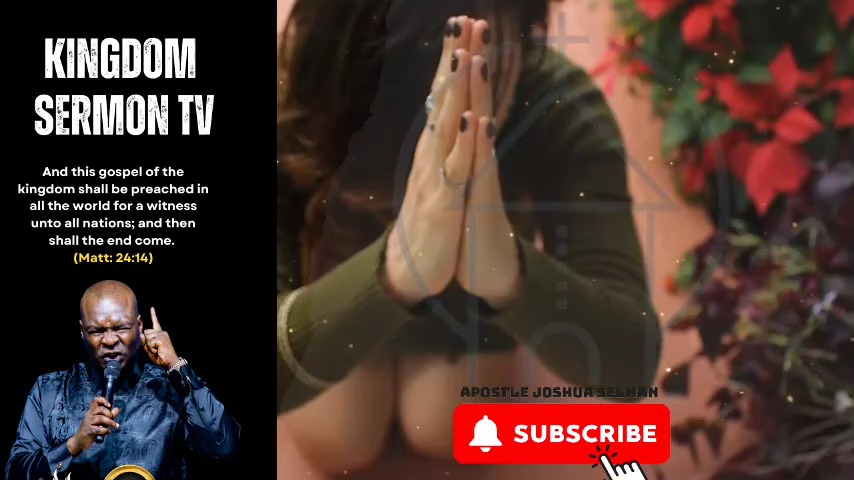 KINGDOM
SERMON TV
And this gospel of the
kingdom shall be preached in
all the world for a witness
unto all nations; and then
shall the end come.
(Matt: 24:14)
APOSTLE JOSHUA SELMAN
SUBSCRIBE